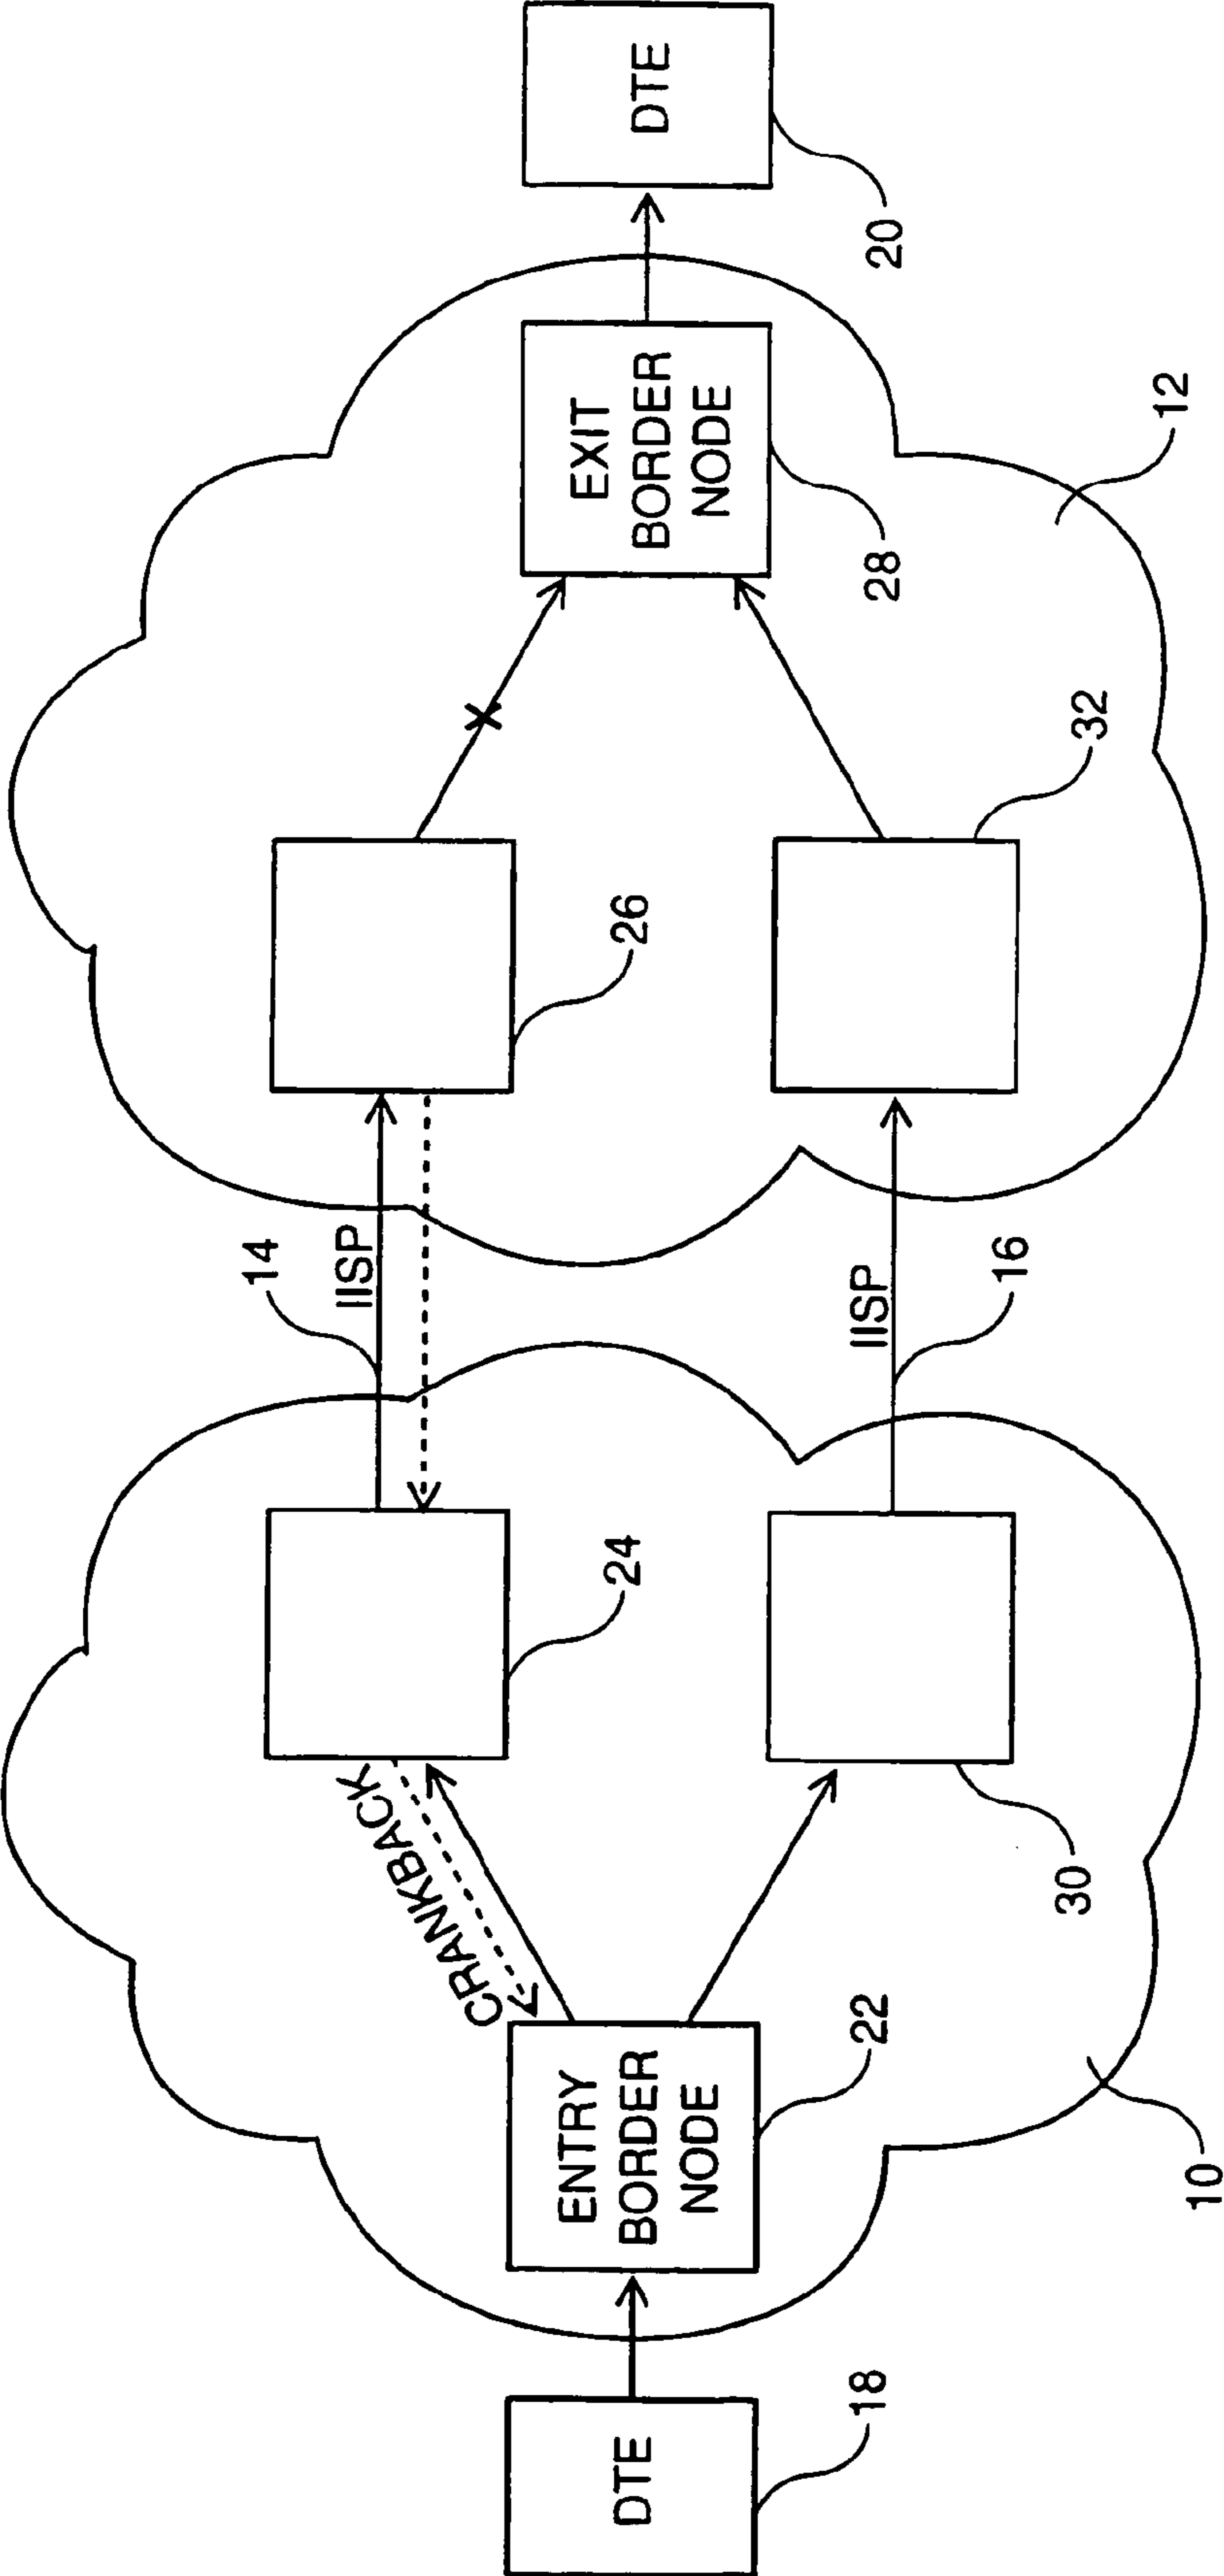 14
IISP
CRANKBACK
24
26
DTE
18
ENTRY
BORDER
NODE
22
EXIT
BORDER
NODE
28
DTE
20
IISP
16
30
32
10
12